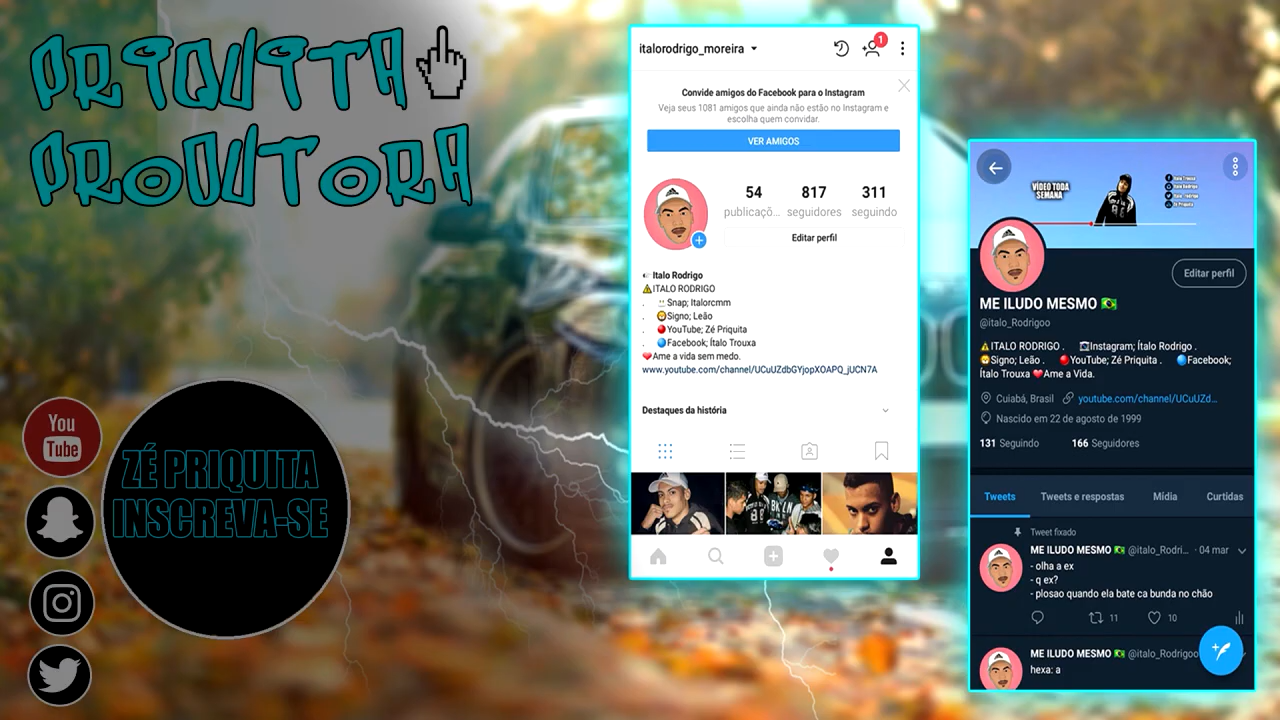 PRIQUITA
PRODUTORA
You
Tube
ZÉ PRIQUITA
INSCREVA-SE
italorodrigo_moreira
1
Convide amigos do Facebook para o Instagram
Veja seus 1081 amigos que ainda não estão no Instagram e
escolha quem convidar.
VER AMIGOS
54 817 311
publicaçõ... seguidores seguindo
Editar perfil
Italo Rodrigo
⚠ITALO RODRIGO
. Snap; Italorcmm
. Signo; Leão
. YouTube; Zé Priquita
. Facebook; Ítalo Trouxa
❤Ame a vida sem medo.
www.youtube.com/channel/UCuUZdbGYjopXOAPQ_jUCN7A
Destaques da história
VÍDEO TODA
SEMANA
Italo Trouxa
Italo Rodrigo
Zé Priquita
Editar perfil
ME ILUDO MESMO 🇧🇷
@italo_Rodrigoo
⚠ITALO RODRIGO . Instagram; Ítalo Rodrigo .
Signo; Leão . YouTube; Zé Priquita . Facebook;
Ítalo Trouxa ❤Ame a Vida.
Cuiabá, Brasil youtube.com/channel/UCuUZd...
Nascido em 22 de agosto de 1999
131 Seguindo 166 Seguidores
Tweets Tweets e respostas Mídia Curtidas
Tweet fixado
ME ILUDO MESMO 🇧🇷 @italo_Rodri... · 04 mar
- olha a ex
- q ex?
- plosao quando ela bate ca bunda no chão
11 10
ME ILUDO MESMO 🇧🇷 @italo_Rodrigoo
hexa: a